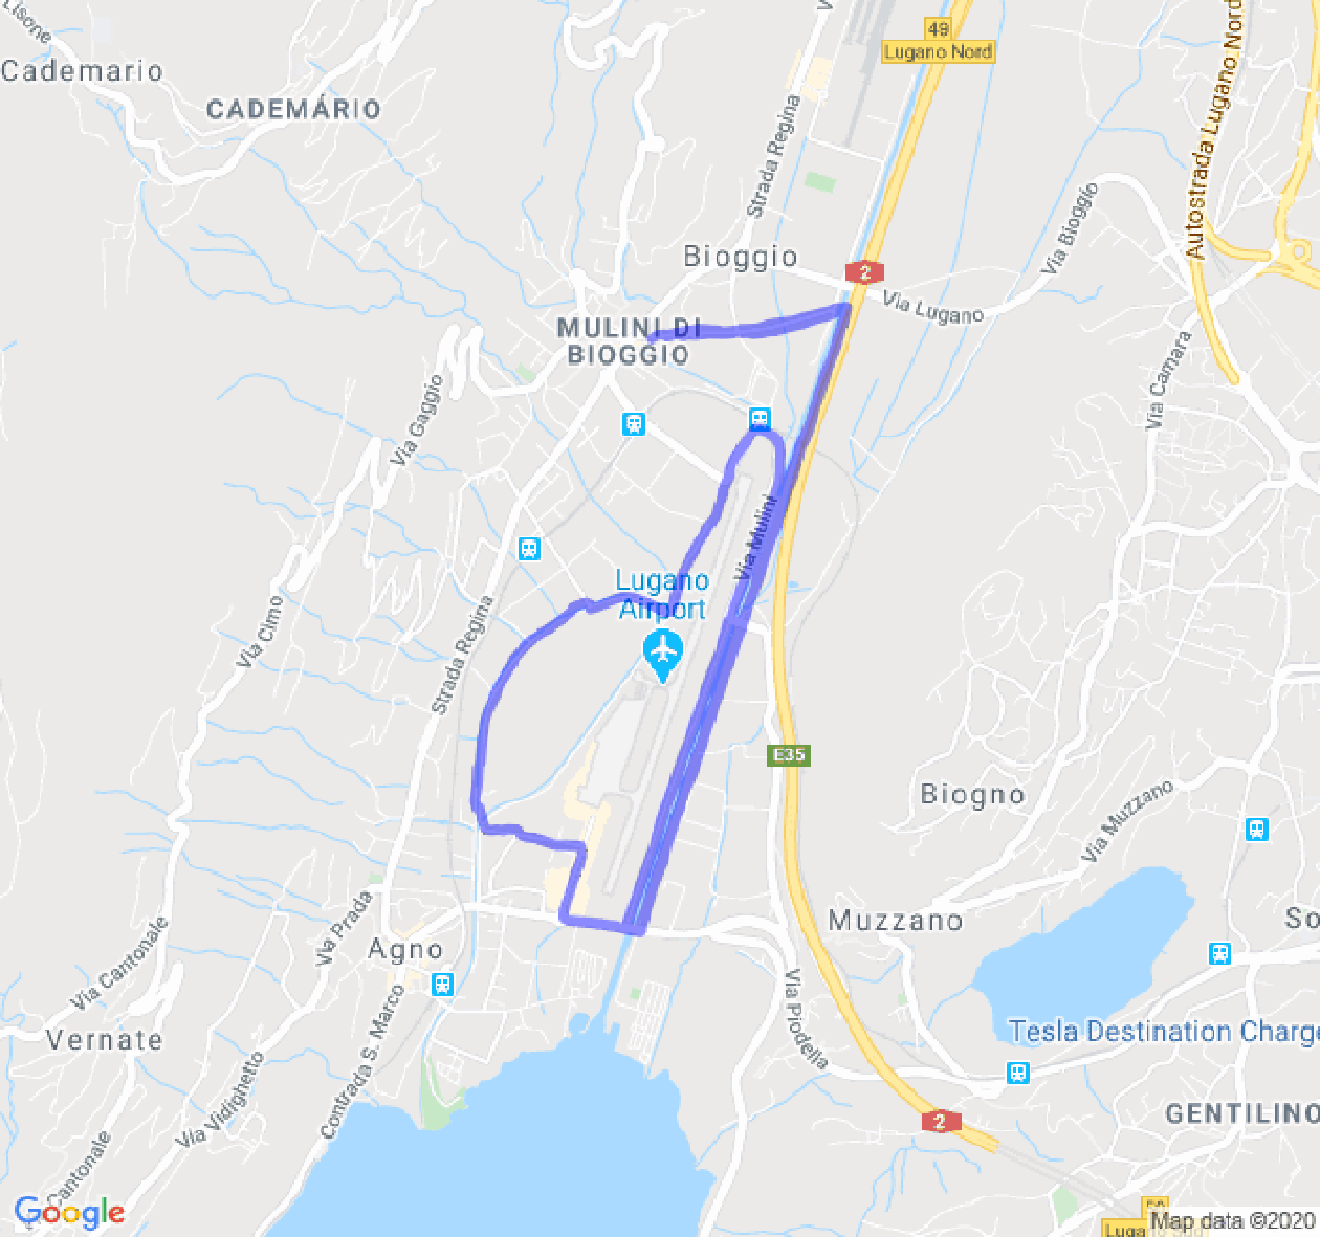 Lisone
49
Lugano Nord
Cademario
CADEMÁRIO
Strada Regina
Autostrada Lugano Nord
Via Bioggio
Bioggio
2
Via Lugano
MULINI DI
BIOGGIO
Via Camara
Via Gaggio
Via Mulini
Lugano
Airport
Via Cimo
Strada Regina
E35
Biogno
Via Muzzano
Via Prada
Muzzano
So
Agno
Via Cantonale
Via Piodella
Contrada S. Marco
Vernate
Tesla Destination Charge
Via Vidighetto
2
GENTILINO
Cantonale
Google
Map data ©2020